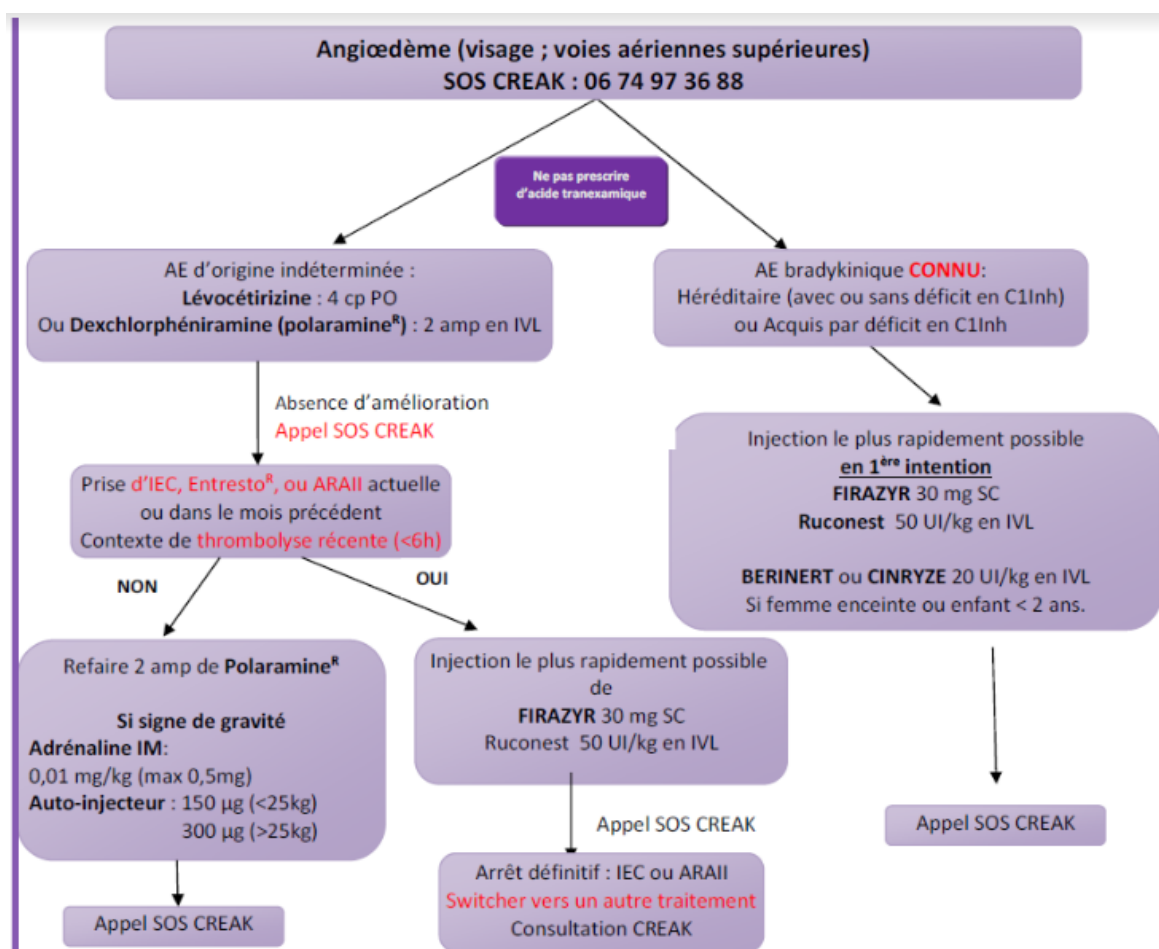 Angiœdème (visage ; voies aériennes supérieures)
SOS CREAK : 06 74 97 36 88
Ne pas prescrire
d'acide tranexamique
AE d'origine indéterminée :
Lévocétirizine : 4 cp PO
Ou Dexchlorphéniramine (polaramineᴿ) : 2 amp en IVL
AE bradykinique CONNU:
Héréditaire (avec ou sans déficit en C1Inh)
ou Acquis par déficit en C1Inh
Absence d'amélioration
Appel SOS CREAK
Prise d'IEC, Entrestoᴿ, ou ARAII actuelle
ou dans le mois précédent
Contexte de thrombolyse récente (<6h)
Injection le plus rapidement possible
en 1ère intention
FIRAZYR 30 mg SC
Ruconest 50 UI/kg en IVL
BERINERT ou CINRYZE 20 UI/kg en IVL
Si femme enceinte ou enfant < 2 ans.
NON
OUI
Refaire 2 amp de Polaramineᴿ
Si signe de gravité
Adrénaline IM:
0,01 mg/kg (max 0,5mg)
Auto-injecteur : 150 µg (<25kg)
300 µg (>25kg)
Injection le plus rapidement possible
de
FIRAZYR 30 mg SC
Ruconest 50 UI/kg en IVL
Appel SOS CREAK
Appel SOS CREAK
Arrêt définitif : IEC ou ARAII
Switcher vers un autre traitement
Consultation CREAK
Appel SOS CREAK